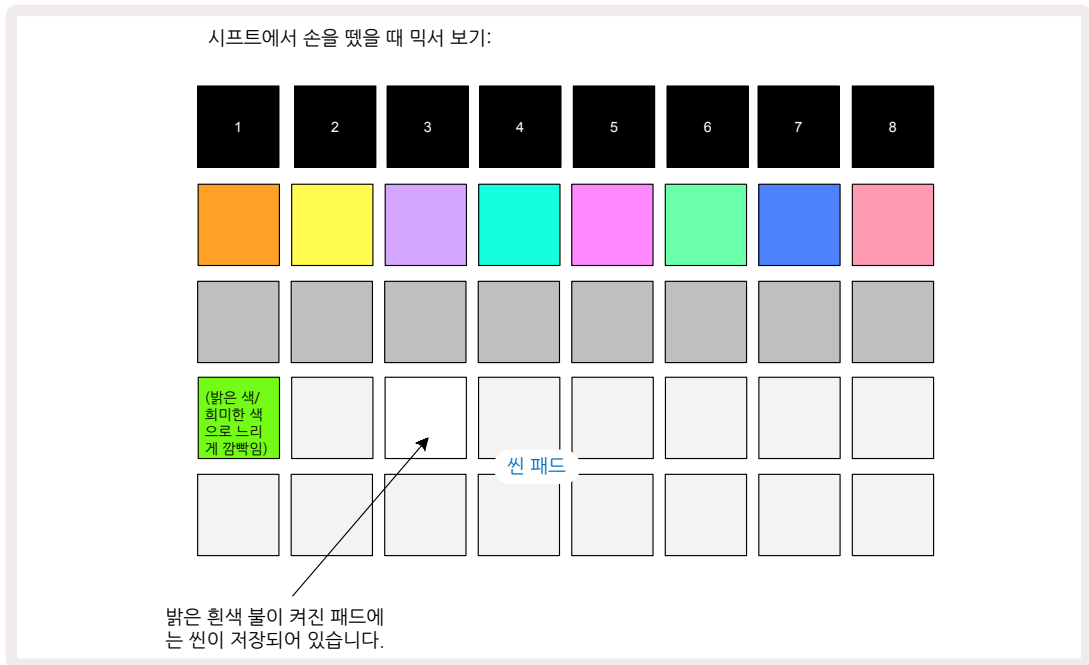 시프트에서 손을 뗐을 때 믹서 보기:
1 2 3 4 5 6 7 8
(밝은 색/
희미한 색
으로 느리
게 깜빡임)
씬 패드
밝은 흰색 불이 켜진 패드에
는 씬이 저장되어 있습니다.